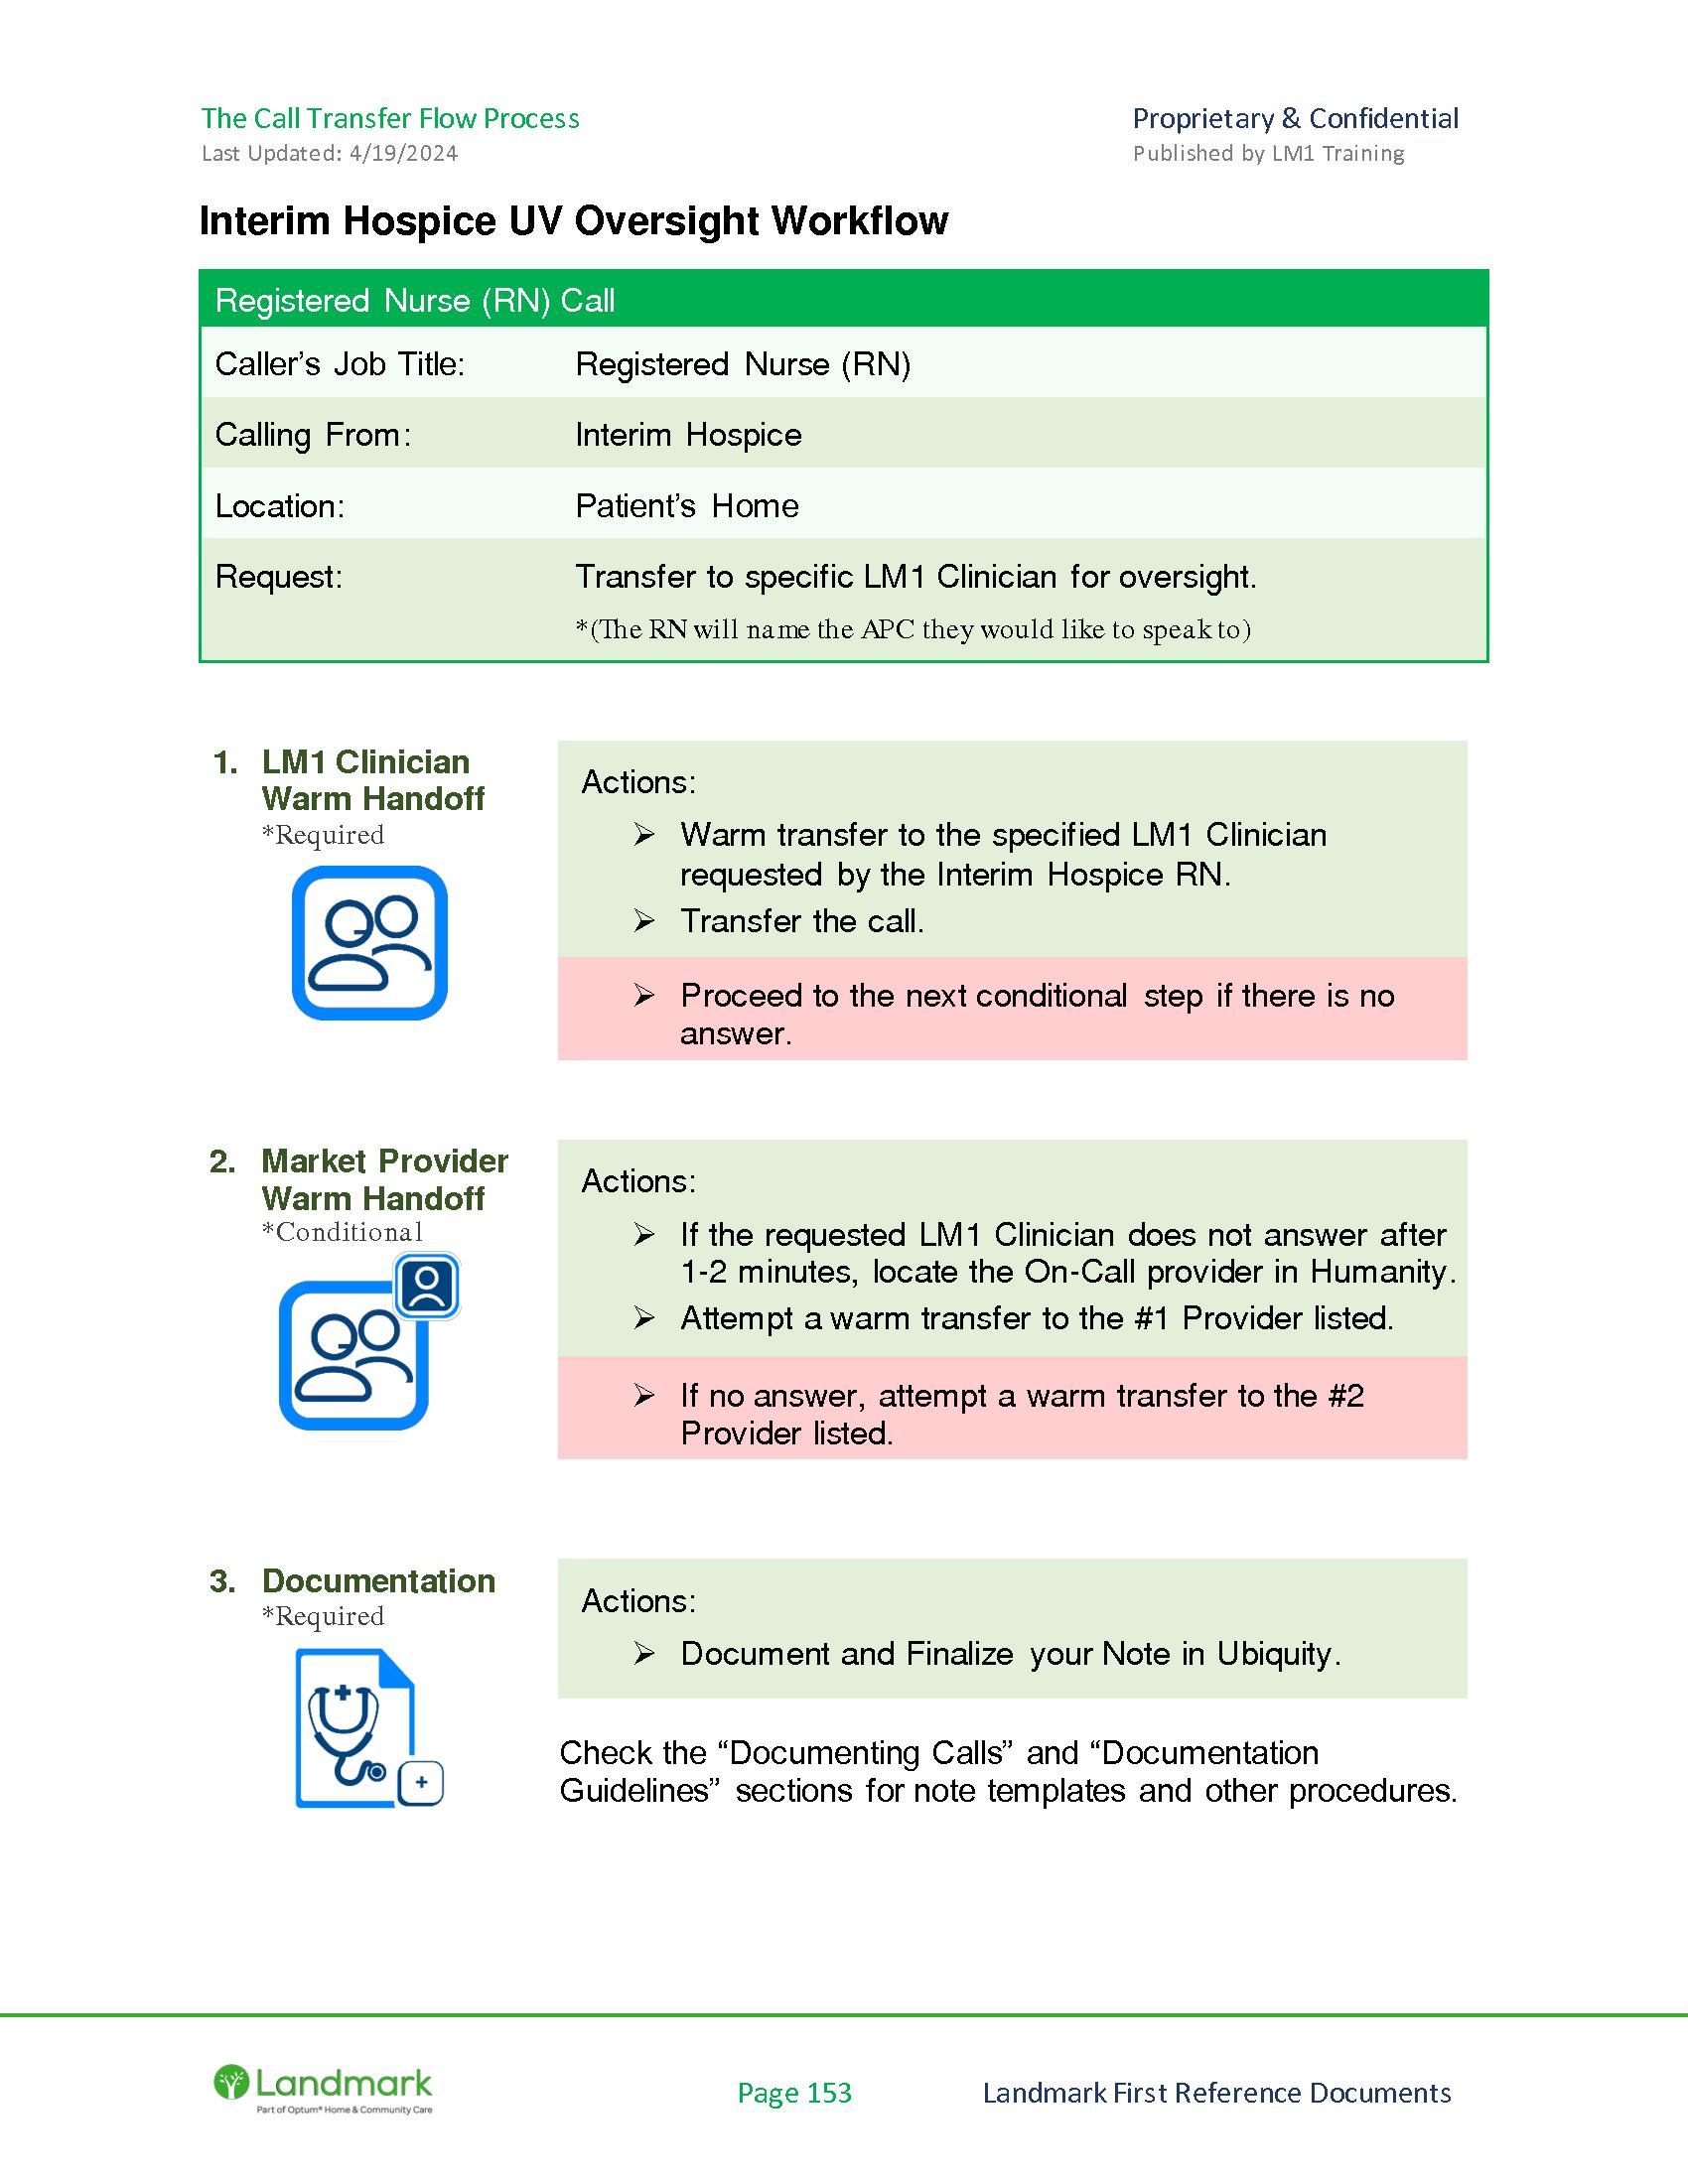 The Call Transfer Flow Process
Proprietary & Confidential
Last Updated: 4/19/2024
Published by LM1 Training
Interim Hospice UV Oversight Workflow
Registered Nurse (RN) Call
Caller’s Job Title: Registered Nurse (RN)
Calling From: Interim Hospice
Location: Patient’s Home
Request: Transfer to specific LM1 Clinician for oversight.
*(The RN will name the APC they would like to speak to)
1. LM1 Clinician
Warm Handoff
*Required
Actions:
➢ Warm transfer to the specified LM1 Clinician
requested by the Interim Hospice RN.
➢ Transfer the call.
➢ Proceed to the next conditional step if there is no
answer.
2. Market Provider
Warm Handoff
*Conditional
Actions:
➢ If the requested LM1 Clinician does not answer after
1-2 minutes, locate the On-Call provider in Humanity.
➢ Attempt a warm transfer to the #1 Provider listed.
➢ If no answer, attempt a warm transfer to the #2
Provider listed.
3. Documentation
*Required
Actions:
➢ Document and Finalize your Note in Ubiquity.
Check the “Documenting Calls” and “Documentation
Guidelines” sections for note templates and other procedures.
Landmark
Part of Optum® Home & Community Care
Page 153
Landmark First Reference Documents